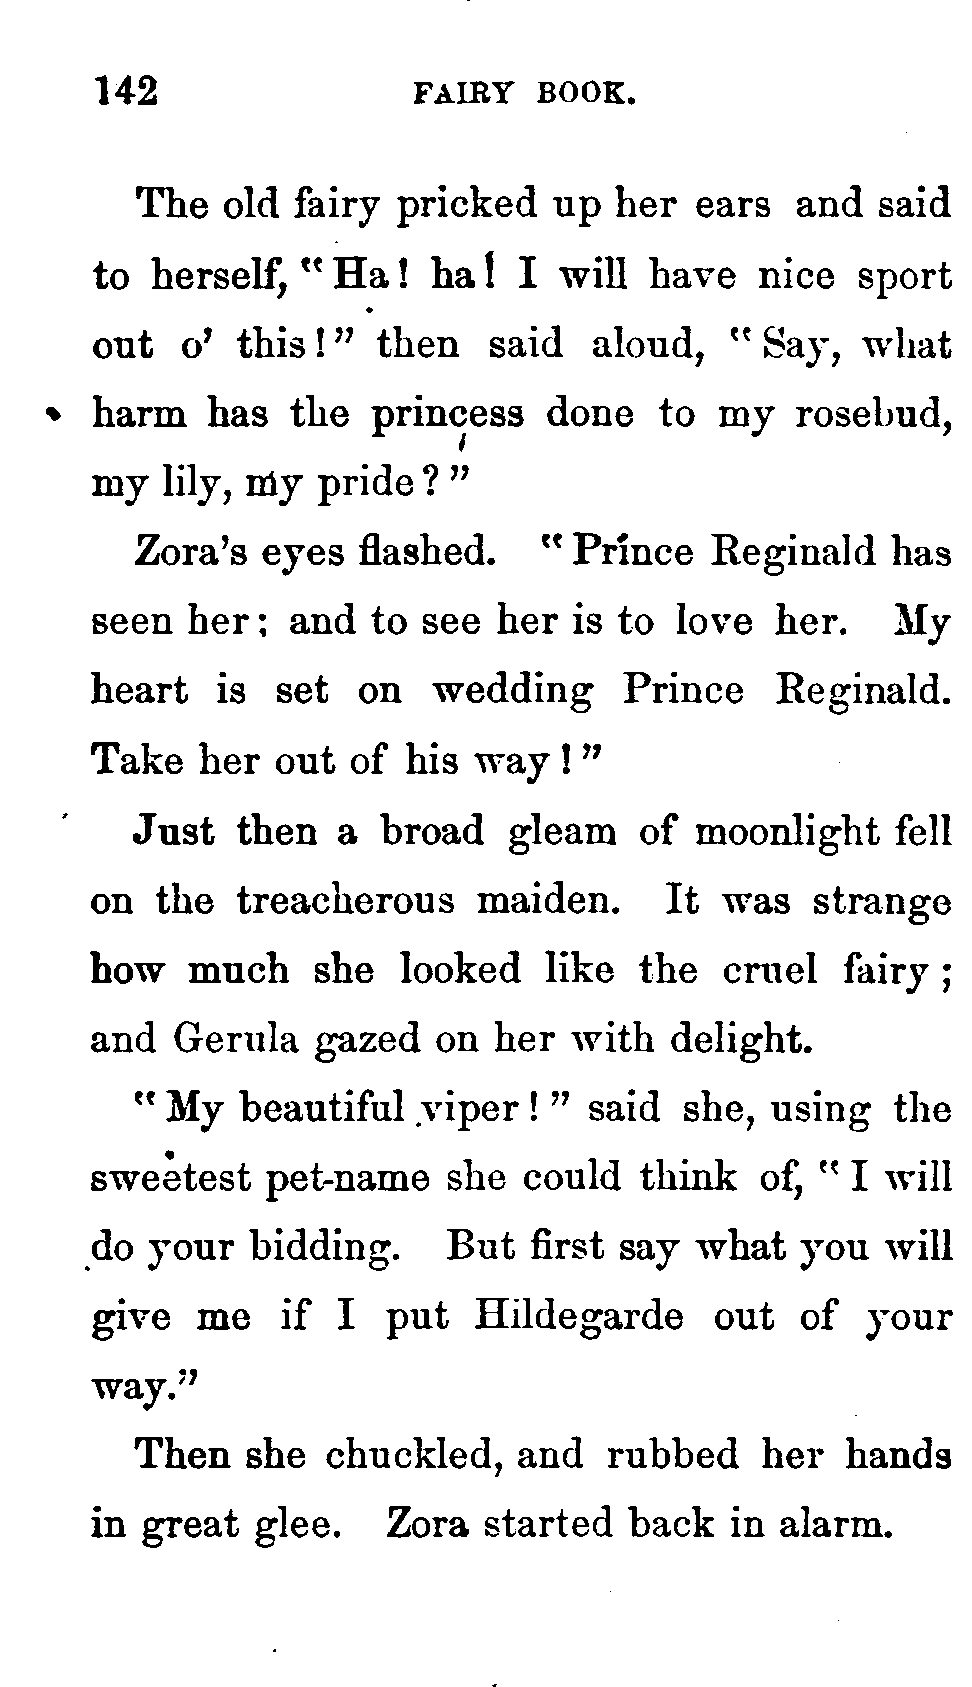 142 FAIRY BOOK.
The old fairy pricked up her ears and said
to herself, "Ha! ha! I will have nice sport
out o' this!" then said aloud, "Say, what
harm has the princess done to my rosebud,
my lily, my pride?"
Zora's eyes flashed. "Prince Reginald has
seen her; and to see her is to love her. My
heart is set on wedding Prince Reginald.
Take her out of his way!"
Just then a broad gleam of moonlight fell
on the treacherous maiden. It was strange
how much she looked like the cruel fairy;
and Gerula gazed on her with delight.
"My beautiful viper!" said she, using the
sweetest pet-name she could think of, "I will
do your bidding. But first say what you will
give me if I put Hildegarde out of your
way."
Then she chuckled, and rubbed her hands
in great glee. Zora started back in alarm.